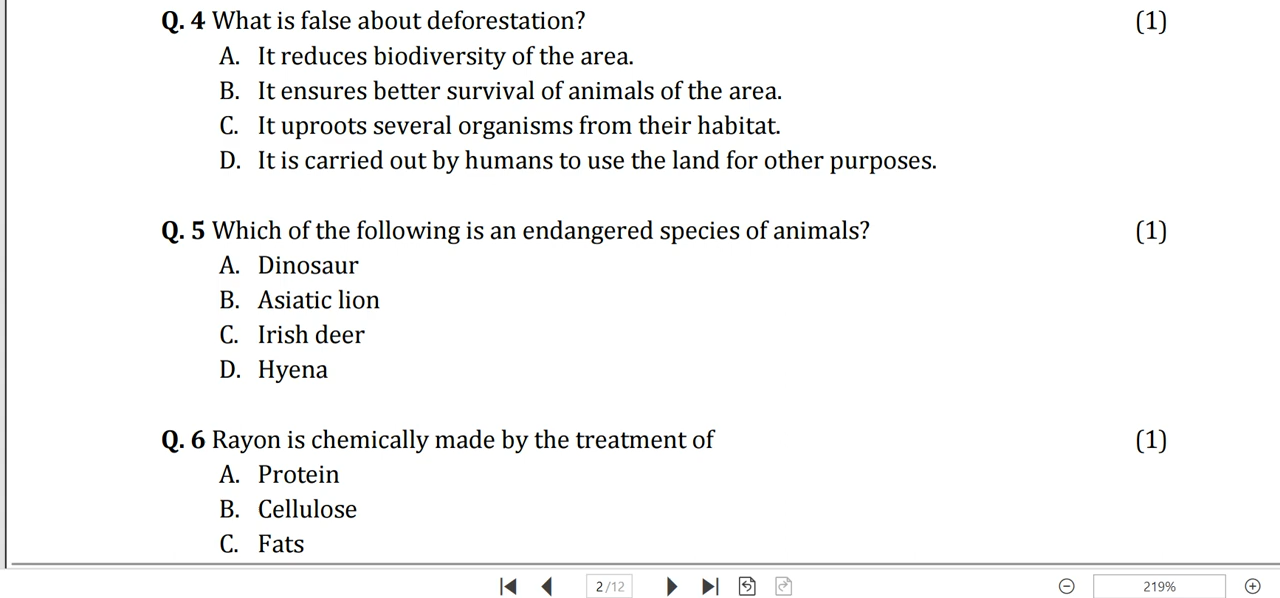 Q. 4 What is false about deforestation? (1)
A. It reduces biodiversity of the area.
B. It ensures better survival of animals of the area.
C. It uproots several organisms from their habitat.
D. It is carried out by humans to use the land for other purposes.
Q. 5 Which of the following is an endangered species of animals? (1)
A. Dinosaur
B. Asiatic lion
C. Irish deer
D. Hyena
Q. 6 Rayon is chemically made by the treatment of (1)
A. Protein
B. Cellulose
C. Fats
2/12 219%